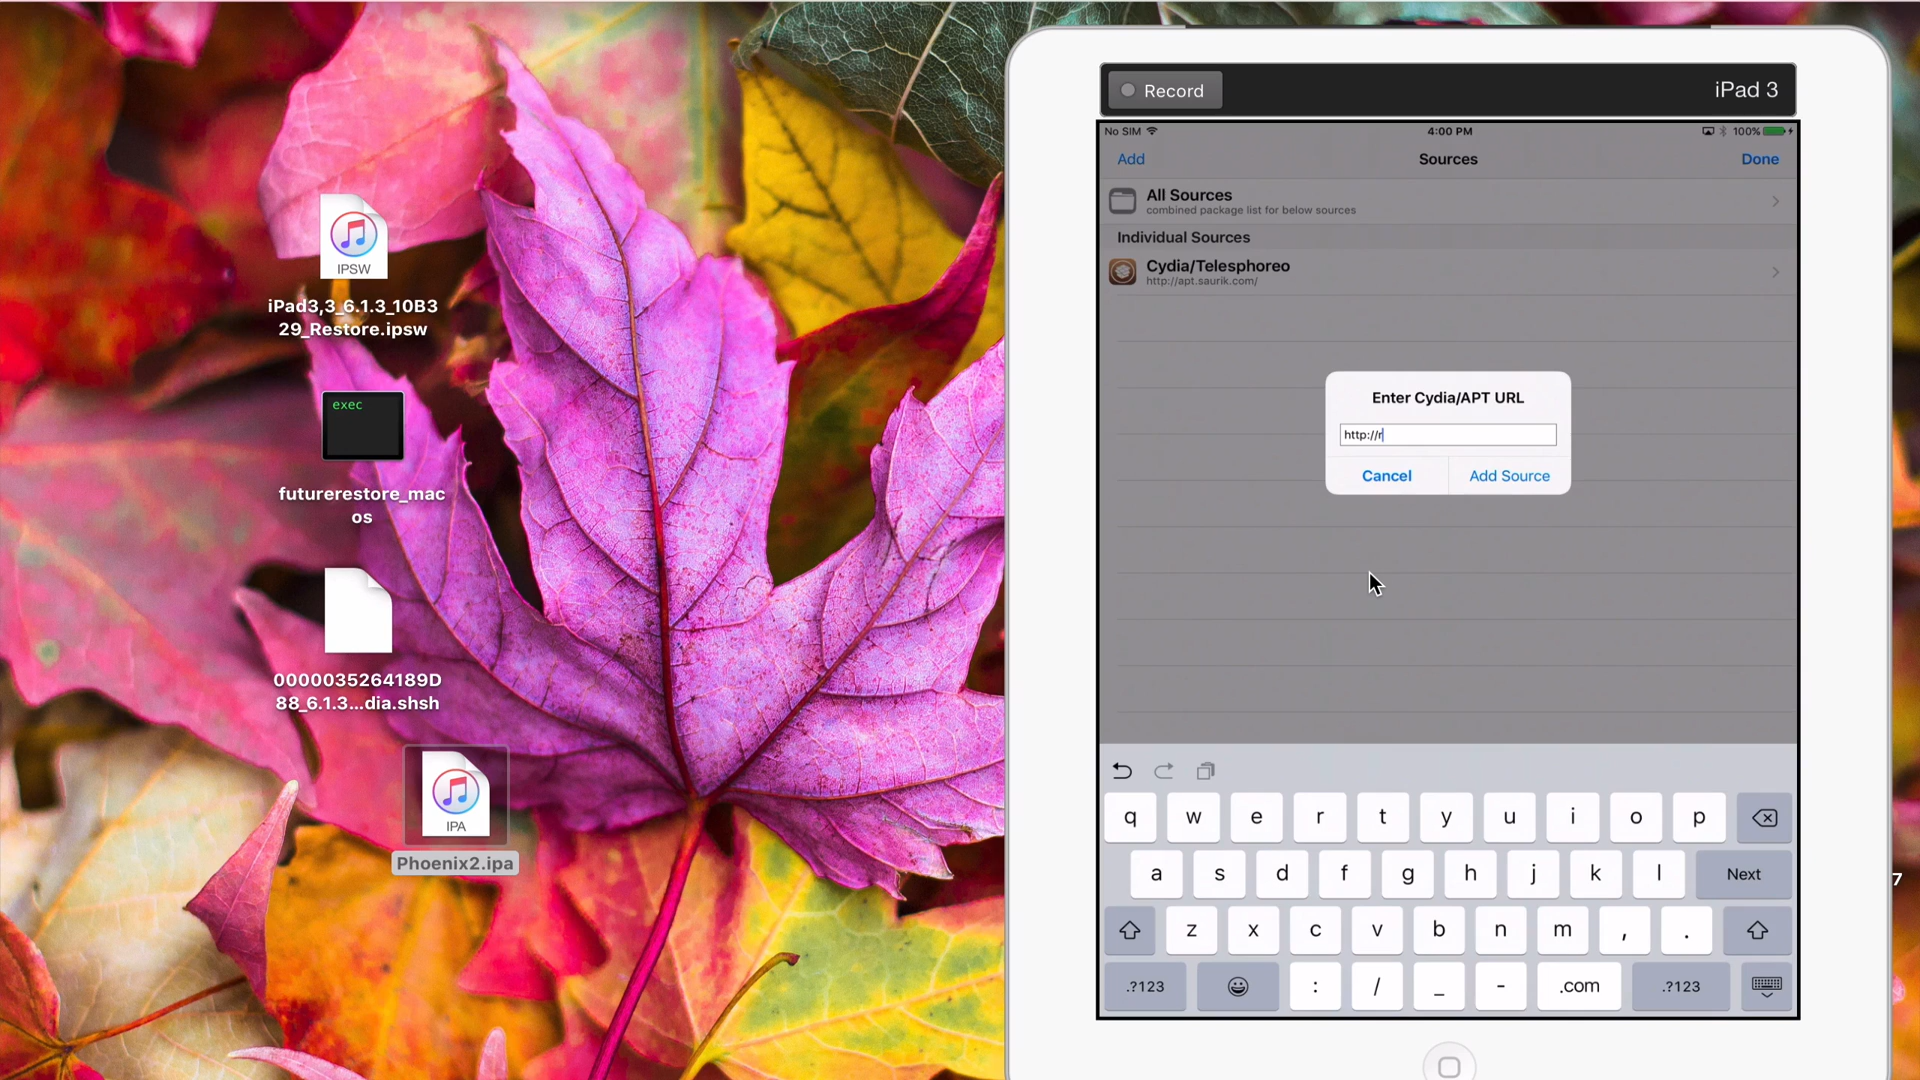 IPSW
iPad3,3_6.1.3_10B3
29_Restore.ipsw
exec
futurerestore_mac
os
0000035264189D
88_6.1.3...dia.shsh
IPA
Phoenix2.ipa
Record
iPad 3
No SIM
4:00 PM
100%
Add
Sources
Done
All Sources
combined package list for below sources
Individual Sources
Cydia/Telesphoreo
http://apt.saurik.com/
Enter Cydia/APT URL
http://r
Cancel
Add Source
q w e r t y u i o p
a s d f g h j k l Next
z x c v b n m , .
.?123 : / _ - .com .?123
7